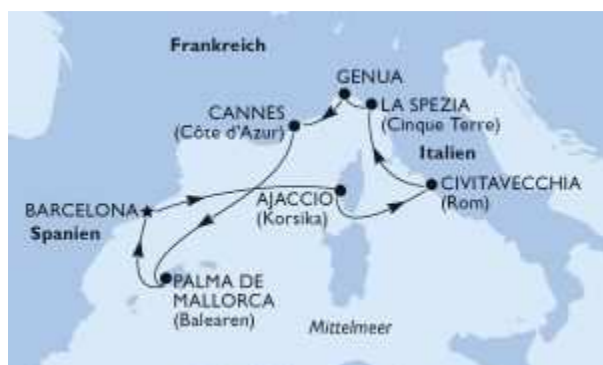 Frankreich
GENUA
CANNES
(Côte d'Azur)
LA SPEZIA
(Cinque Terre)
Italien
CIVITAVECCHIA
(Rom)
AJACCIO
(Korsika)
BARCELONA
Spanien
PALMA DE
MALLORCA
(Balearen)
Mittelmeer